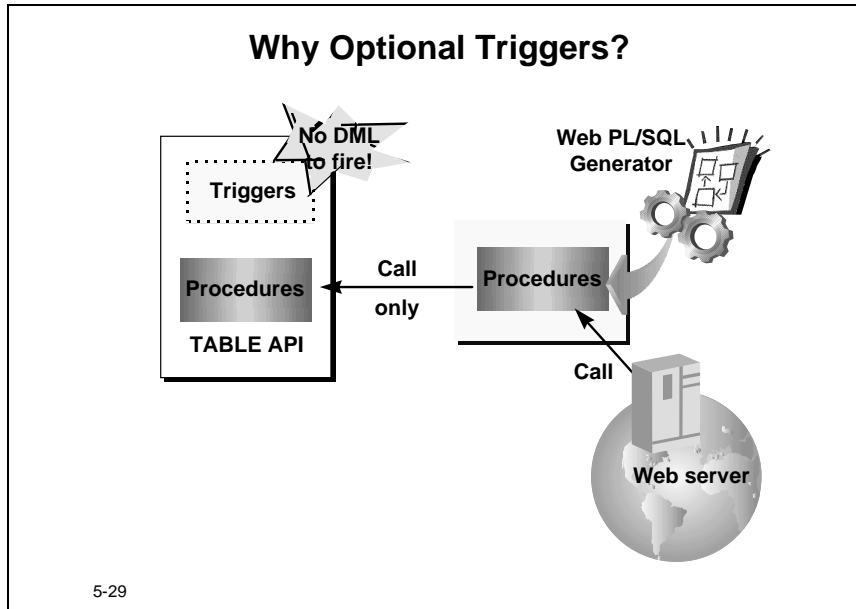 Why Optional Triggers?
No DML
to fire!
Triggers
Procedures
TABLE API
Call
only
Procedures
Web PL/SQL
Generator
Call
Web server
5-29